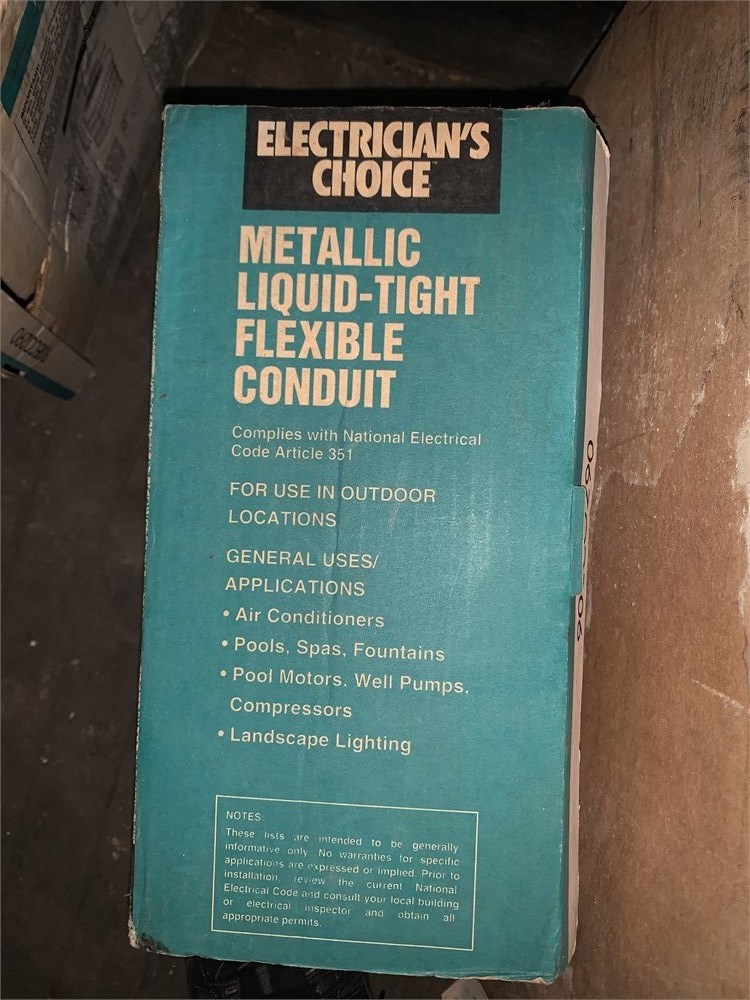 ELECTRICIAN'S
CHOICE
METALLIC
LIQUID-TIGHT
FLEXIBLE
CONDUIT
Complies with National Electrical
Code Article 351
FOR USE IN OUTDOOR
LOCATIONS
GENERAL USES/
APPLICATIONS
• Air Conditioners
• Pools, Spas, Fountains
• Pool Motors, Well Pumps,
Compressors
• Landscape Lighting
NOTES:
These lists are intended to be generally
informative only. No warranties for specific
applications are expressed or implied. Prior to
installation, review the current National
Electrical Code and consult your local building
or electrical inspector and obtain all
appropriate permits.